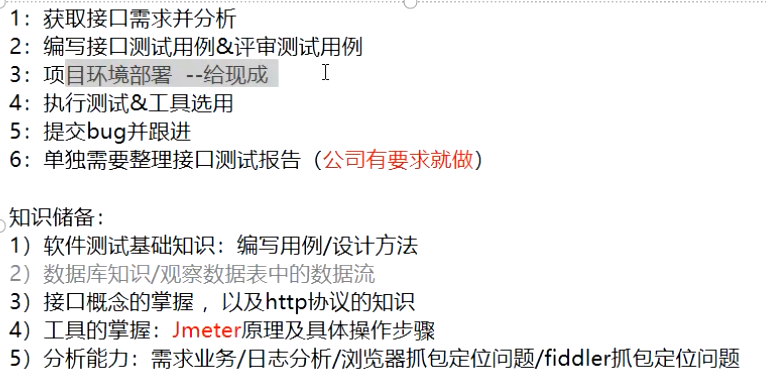 1：获取接口需求并分析
2：编写接口测试用例&评审测试用例
3：项目环境部署  --给现成
4：执行测试&工具选用
5：提交bug并跟进
6：单独需要整理接口测试报告（公司有要求就做）
知识储备：
1）软件测试基础知识：编写用例/设计方法
2）数据库知识/观察数据表中的数据流
3）接口概念的掌握 ，以及http协议的知识
4）工具的掌握：Jmeter原理及具体操作步骤
5）分析能力：需求业务/日志分析/浏览器抓包定位问题/fiddler抓包定位问题